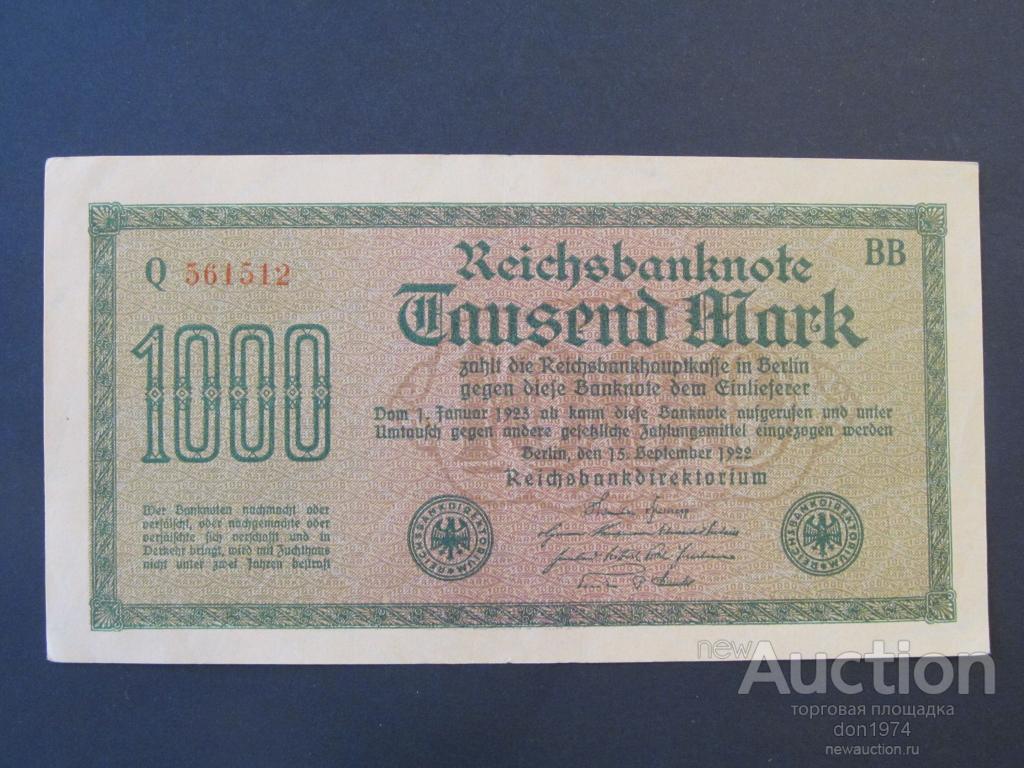 Q 561512
BB
Reichsbanknote
Tausend Mark
zahlt die Reichsbankhauptkasse in Berlin
gegen diese Banknote dem Einlieferer
Vom 1. Januar 1923 ab kann diese Banknote aufgerufen und unter
Umtausch gegen andere gesetzliche Zahlungsmittel eingezogen werden
Berlin, den 15. September 1922
Reichsbankdirektorium
1000
Wer Banknoten nachmacht oder
verfälscht, oder nachgemachte oder
verfälschte sich verschafft und in
Verkehr bringt, wird mit Zuchthaus
nicht unter zwei Jahren bestraft
REICHSBANKDIREKTORIUM
REICHSBANKDIREKTORIUM
newAuction
торговая площадка
don1974
newauction.ru